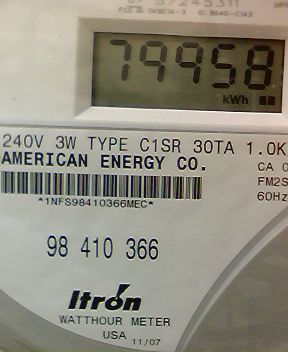 79958
kWh
240V 3W TYPE C1SR 30TA 1.0K
AMERICAN ENERGY CO.
CA
*1NFS98410366MEC*
FM2S
60Hz
98 410 366
Itrón
WATTHOUR METER
USA 11/07